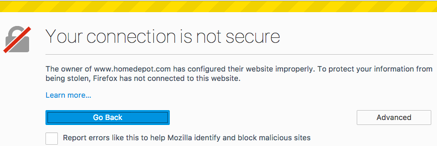 Your connection is not secure
The owner of www.homedepot.com has configured their website improperly. To protect your information from
being stolen, Firefox has not connected to this website.
Learn more...
Go Back
Advanced
Report errors like this to help Mozilla identify and block malicious sites